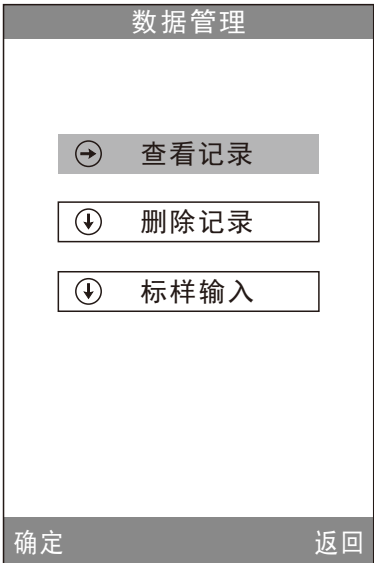 数据管理
查看记录
删除记录
标样输入
确定 返回